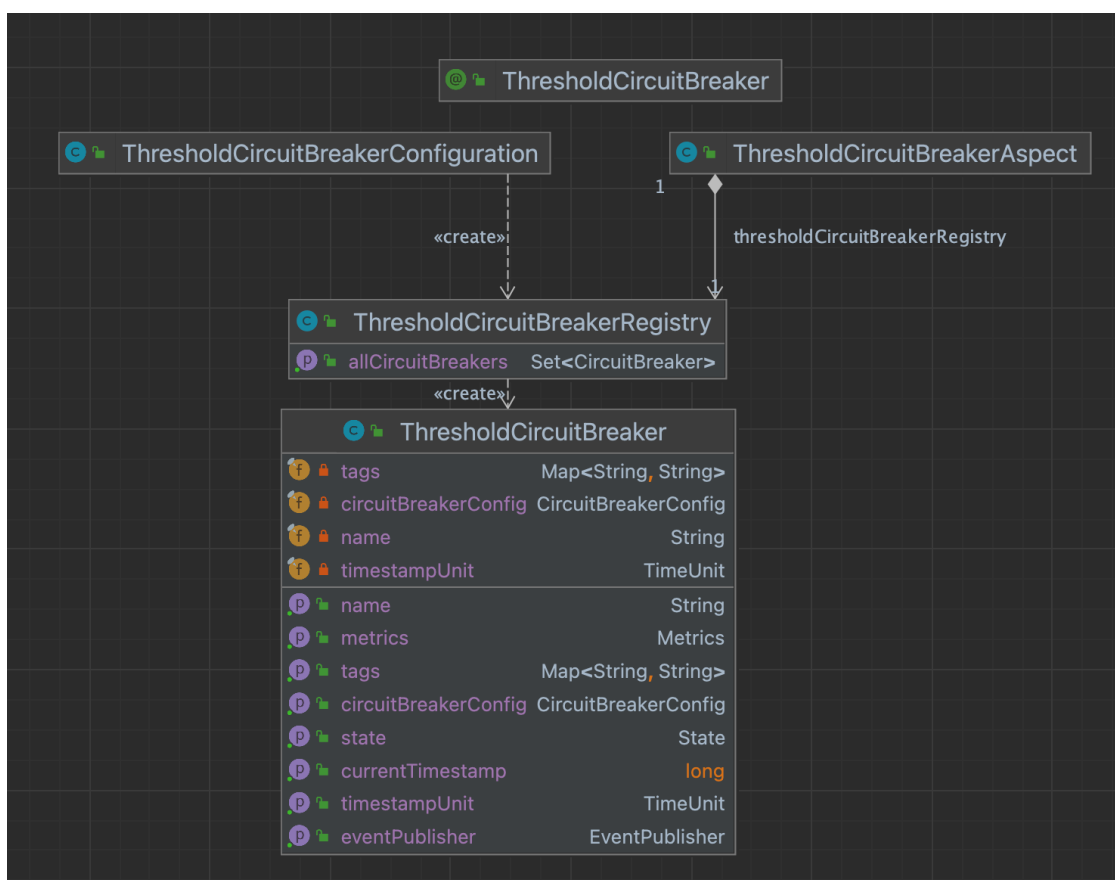 ThresholdCircuitBreaker
ThresholdCircuitBreakerConfiguration
ThresholdCircuitBreakerAspect
1
«create»
thresholdCircuitBreakerRegistry
1
ThresholdCircuitBreakerRegistry
allCircuitBreakers Set<CircuitBreaker>
«create»
ThresholdCircuitBreaker
tags Map<String, String>
circuitBreakerConfig CircuitBreakerConfig
name String
timestampUnit TimeUnit
name String
metrics Metrics
tags Map<String, String>
circuitBreakerConfig CircuitBreakerConfig
state State
currentTimestamp long
timestampUnit TimeUnit
eventPublisher EventPublisher